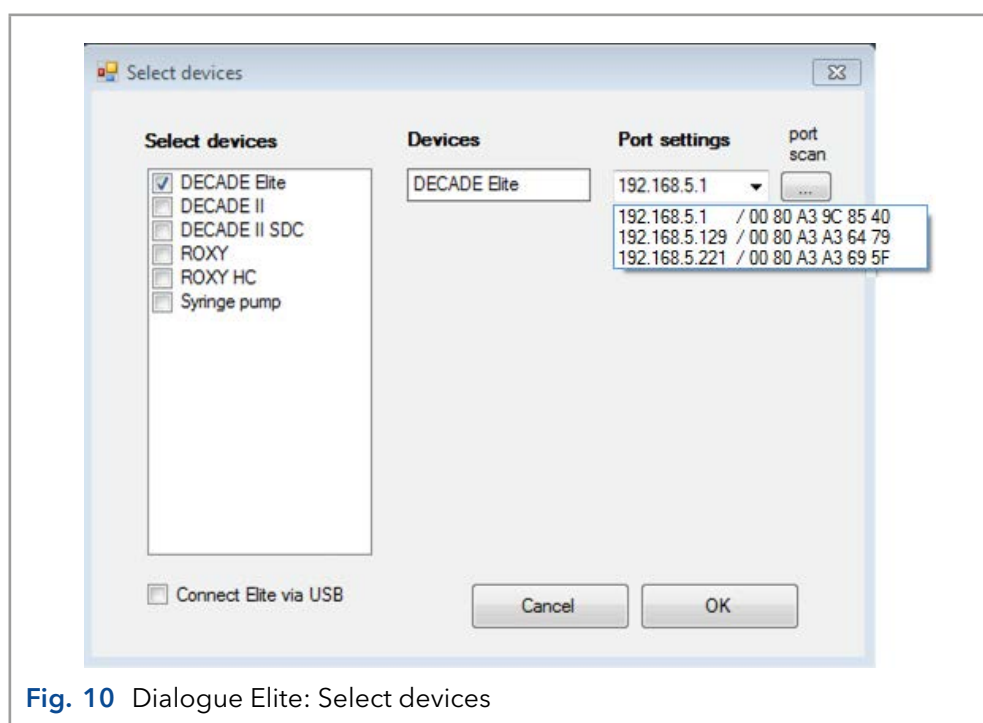 Select devices
Select devices
Devices
Port settings
port
scan
DECADE Elite
DECADE II
DECADE II SDC
ROXY
ROXY HC
Syringe pump
DECADE Elite
192.168.5.1
...
192.168.5.1 / 00 80 A3 9C 85 40
192.168.5.129 / 00 80 A3 A3 64 79
192.168.5.221 / 00 80 A3 A3 69 5F
Connect Elite via USB
Cancel
OK
Fig. 10 Dialogue Elite: Select devices